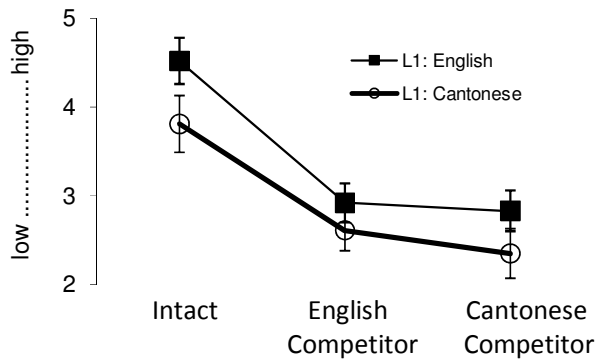 5
4
3
2
low ...................... high
L1: English
L1: Cantonese
Intact
English
Competitor
Cantonese
Competitor